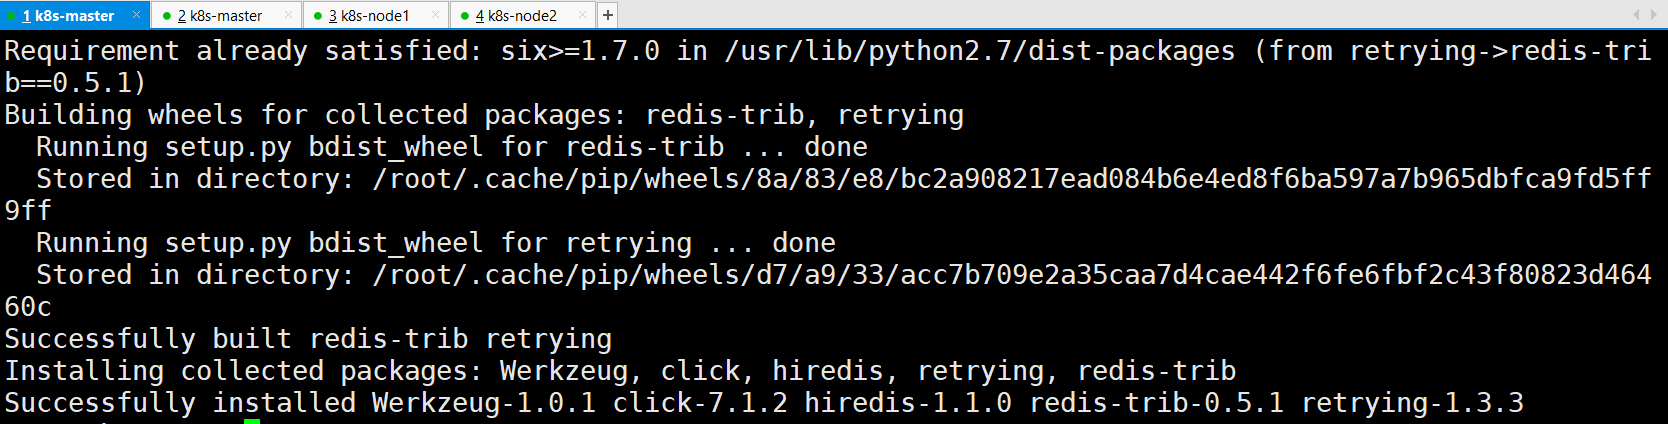 1 k8s-master × 2 k8s-master × 3 k8s-node1 × 4 k8s-node2 × +
Requirement already satisfied: six>=1.7.0 in /usr/lib/python2.7/dist-packages (from retrying->redis-tri
b==0.5.1)
Building wheels for collected packages: redis-trib, retrying
  Running setup.py bdist_wheel for redis-trib ... done
  Stored in directory: /root/.cache/pip/wheels/8a/83/e8/bc2a908217ead084b6e4ed8f6ba597a7b965dbfca9fd5ff
9ff
  Running setup.py bdist_wheel for retrying ... done
  Stored in directory: /root/.cache/pip/wheels/d7/a9/33/acc7b709e2a35caa7d4cae442f6fe6fbf2c43f80823d464
60c
Successfully built redis-trib retrying
Installing collected packages: Werkzeug, click, hiredis, retrying, redis-trib
Successfully installed Werkzeug-1.0.1 click-7.1.2 hiredis-1.1.0 redis-trib-0.5.1 retrying-1.3.3